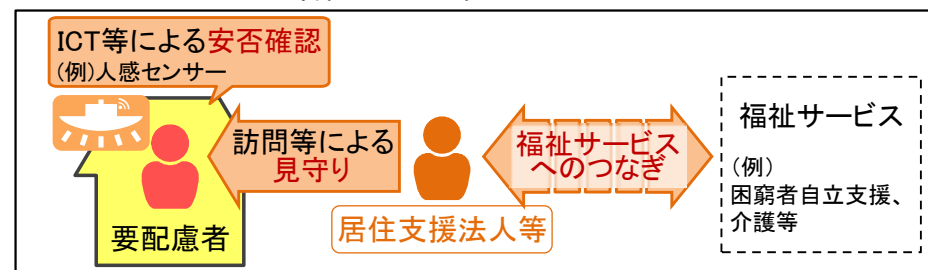 ICT等による安否確認
(例)人感センサー
訪問等による
見守り
要配慮者
居住支援法人等
福祉サービス
へのつなぎ
福祉サービス
(例)
困窮者自立支援、
介護等